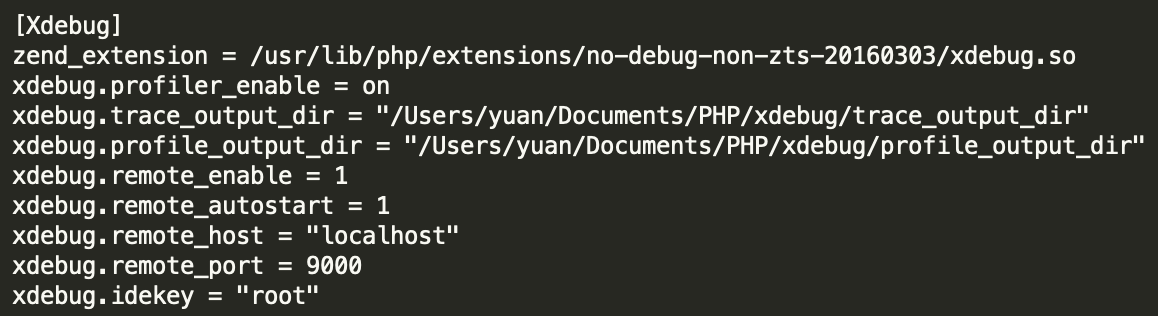 [Xdebug]
zend_extension = /usr/lib/php/extensions/no-debug-non-zts-20160303/xdebug.so
xdebug.profiler_enable = on
xdebug.trace_output_dir = "/Users/yuan/Documents/PHP/xdebug/trace_output_dir"
xdebug.profile_output_dir = "/Users/yuan/Documents/PHP/xdebug/profile_output_dir"
xdebug.remote_enable = 1
xdebug.remote_autostart = 1
xdebug.remote_host = "localhost"
xdebug.remote_port = 9000
xdebug.idekey = "root"